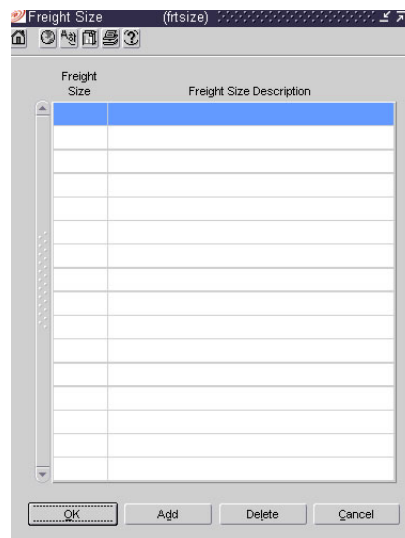 Freight Size (frtsize)
Freight
Size
Freight Size Description
OK Add Delete Cancel